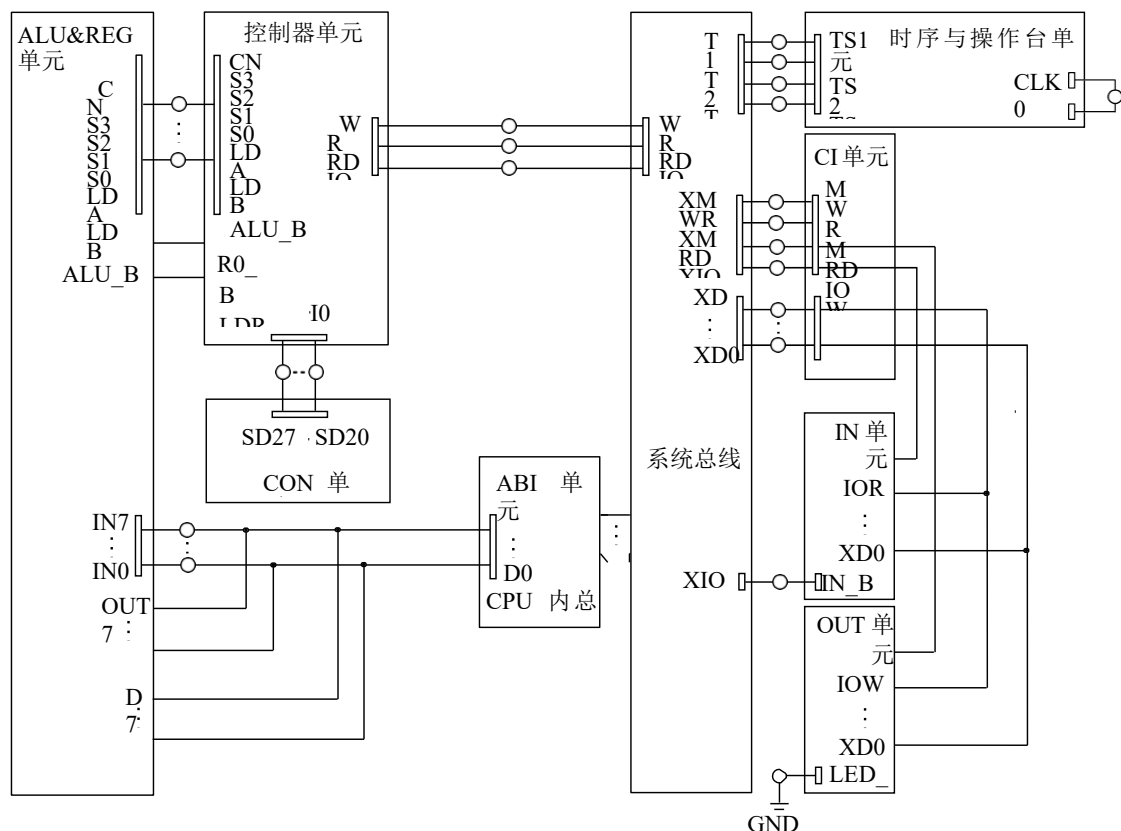 ALU&REG
单元
C
N
S3
S2
S1
S0
LD
A
LD
B
ALU_B
IN7
IN0
OUT
7
D
7
控制器单元
CN
S3
S2
S1
S0
LD
A
LD
B
ALU_B
R0_
B
I0
W
R
RD
SD27
SD20
CON 单
ABI 单
元
D0
CPU 内总
系统总线
W
R
RD
T
1
T
2
XM
WR
XM
RD
XIO
XD
XD0
XIO
TS1
元
TS
2
时序与操作台单
CLK
0
CI单元
M
W
R
M
RD
IO
W
IN 单
元
IOR
XD0
IN_B
OUT 单
元
IOW
XD0
LED_
GND